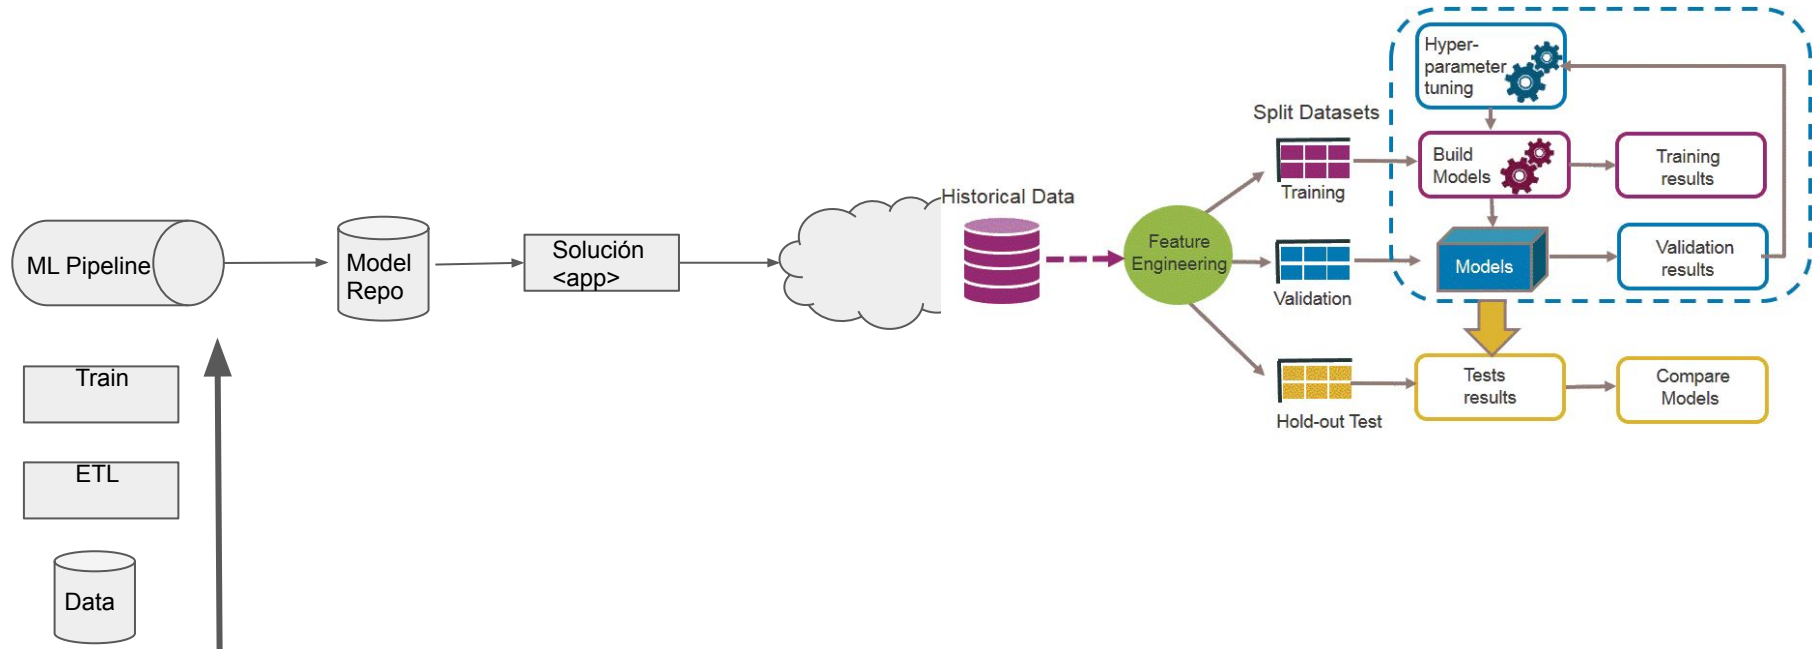 ML Pipeline
Train
ETL
Data
Model
Repo
Solución
<app>
Historical Data
Feature
Engineering
Split Datasets
Training
Validation
Hold-out Test
Hyper-
parameter
tuning
Build
Models
Training
results
Models
Validation
results
Tests
results
Compare
Models